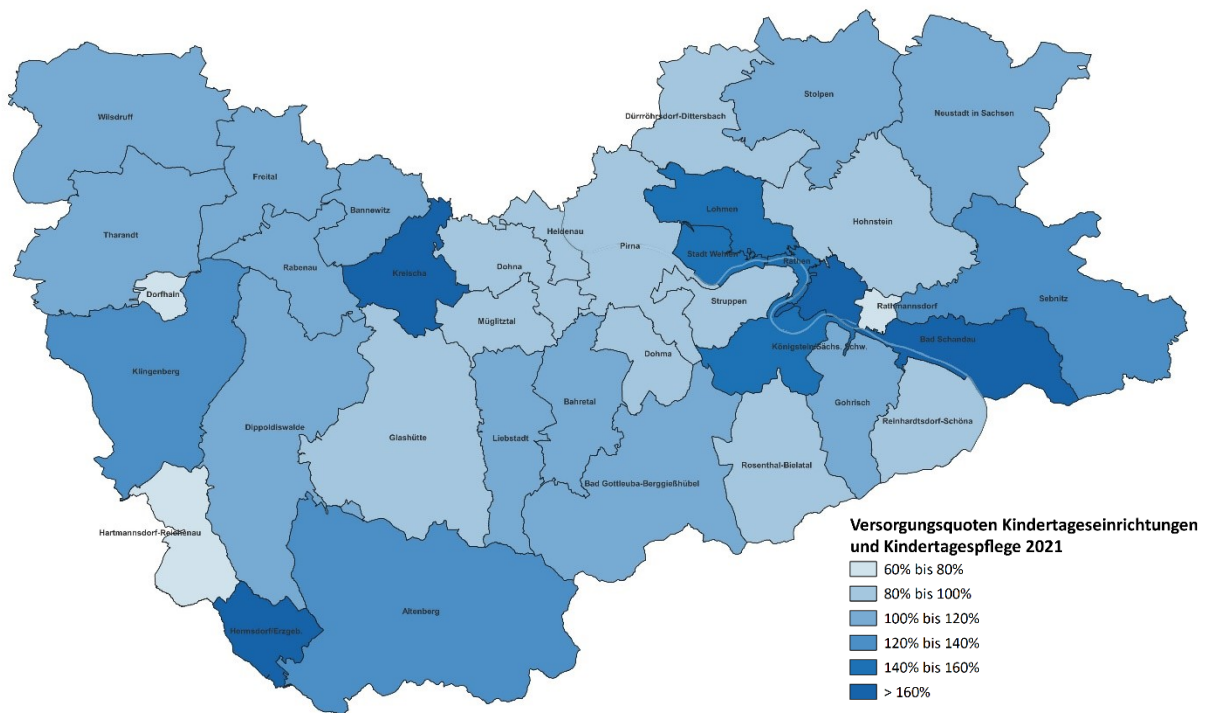 Stolpen
Wilsdruff
Dürrröhrsdorf-Dittersbach
Neustadt in Sachsen
Freital
Bannewitz
Lohmen
Hohnstein
Heidenau
Tharandt
Pirna
Stadt Wehlen
Rathen
Rabenau
Kreischa
Dohna
Dorfhain
Struppen
Rathmannsdorf
Sebnitz
Müglitztal
Bad Schandau
Königstein/Sächs. Schw.
Dohma
Klingenberg
Bahretal
Gohrisch
Reinhardtsdorf-Schöna
Dippoldiswalde
Glashütte
Liebstadt
Rosenthal-Bielatal
Bad Gottleuba-Berggießhübel
Hartmannsdorf-Reichenau
Altenberg
Hermsdorf/Erzgeb.
Versorgungsquoten Kindertageseinrichtungen
und Kindertagespflege 2021
60% bis 80%
80% bis 100%
100% bis 120%
120% bis 140%
140% bis 160%
> 160%